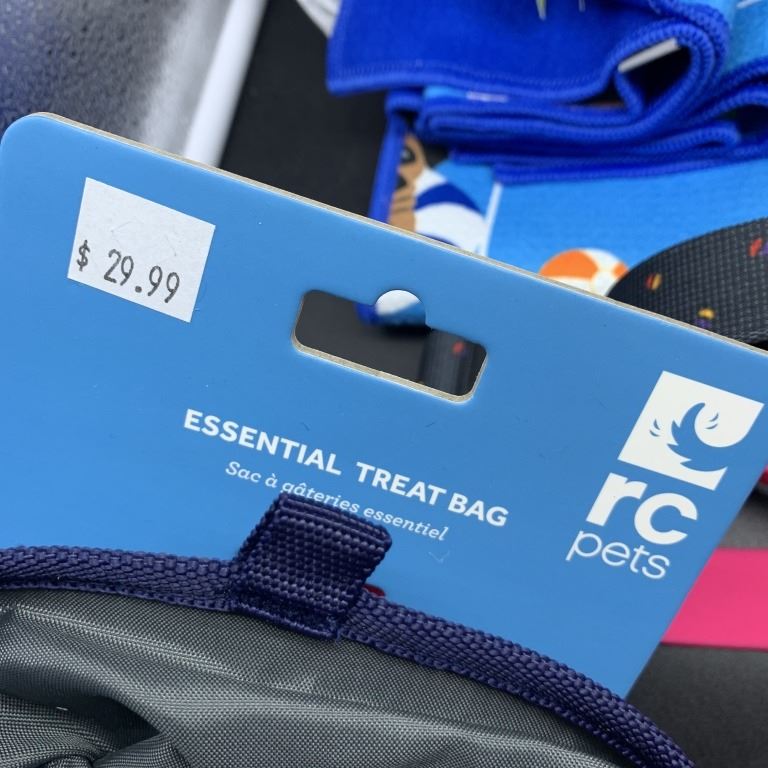 $ 29.99
ESSENTIAL TREAT BAG
Sac à gâteries essentiel
rc
pets